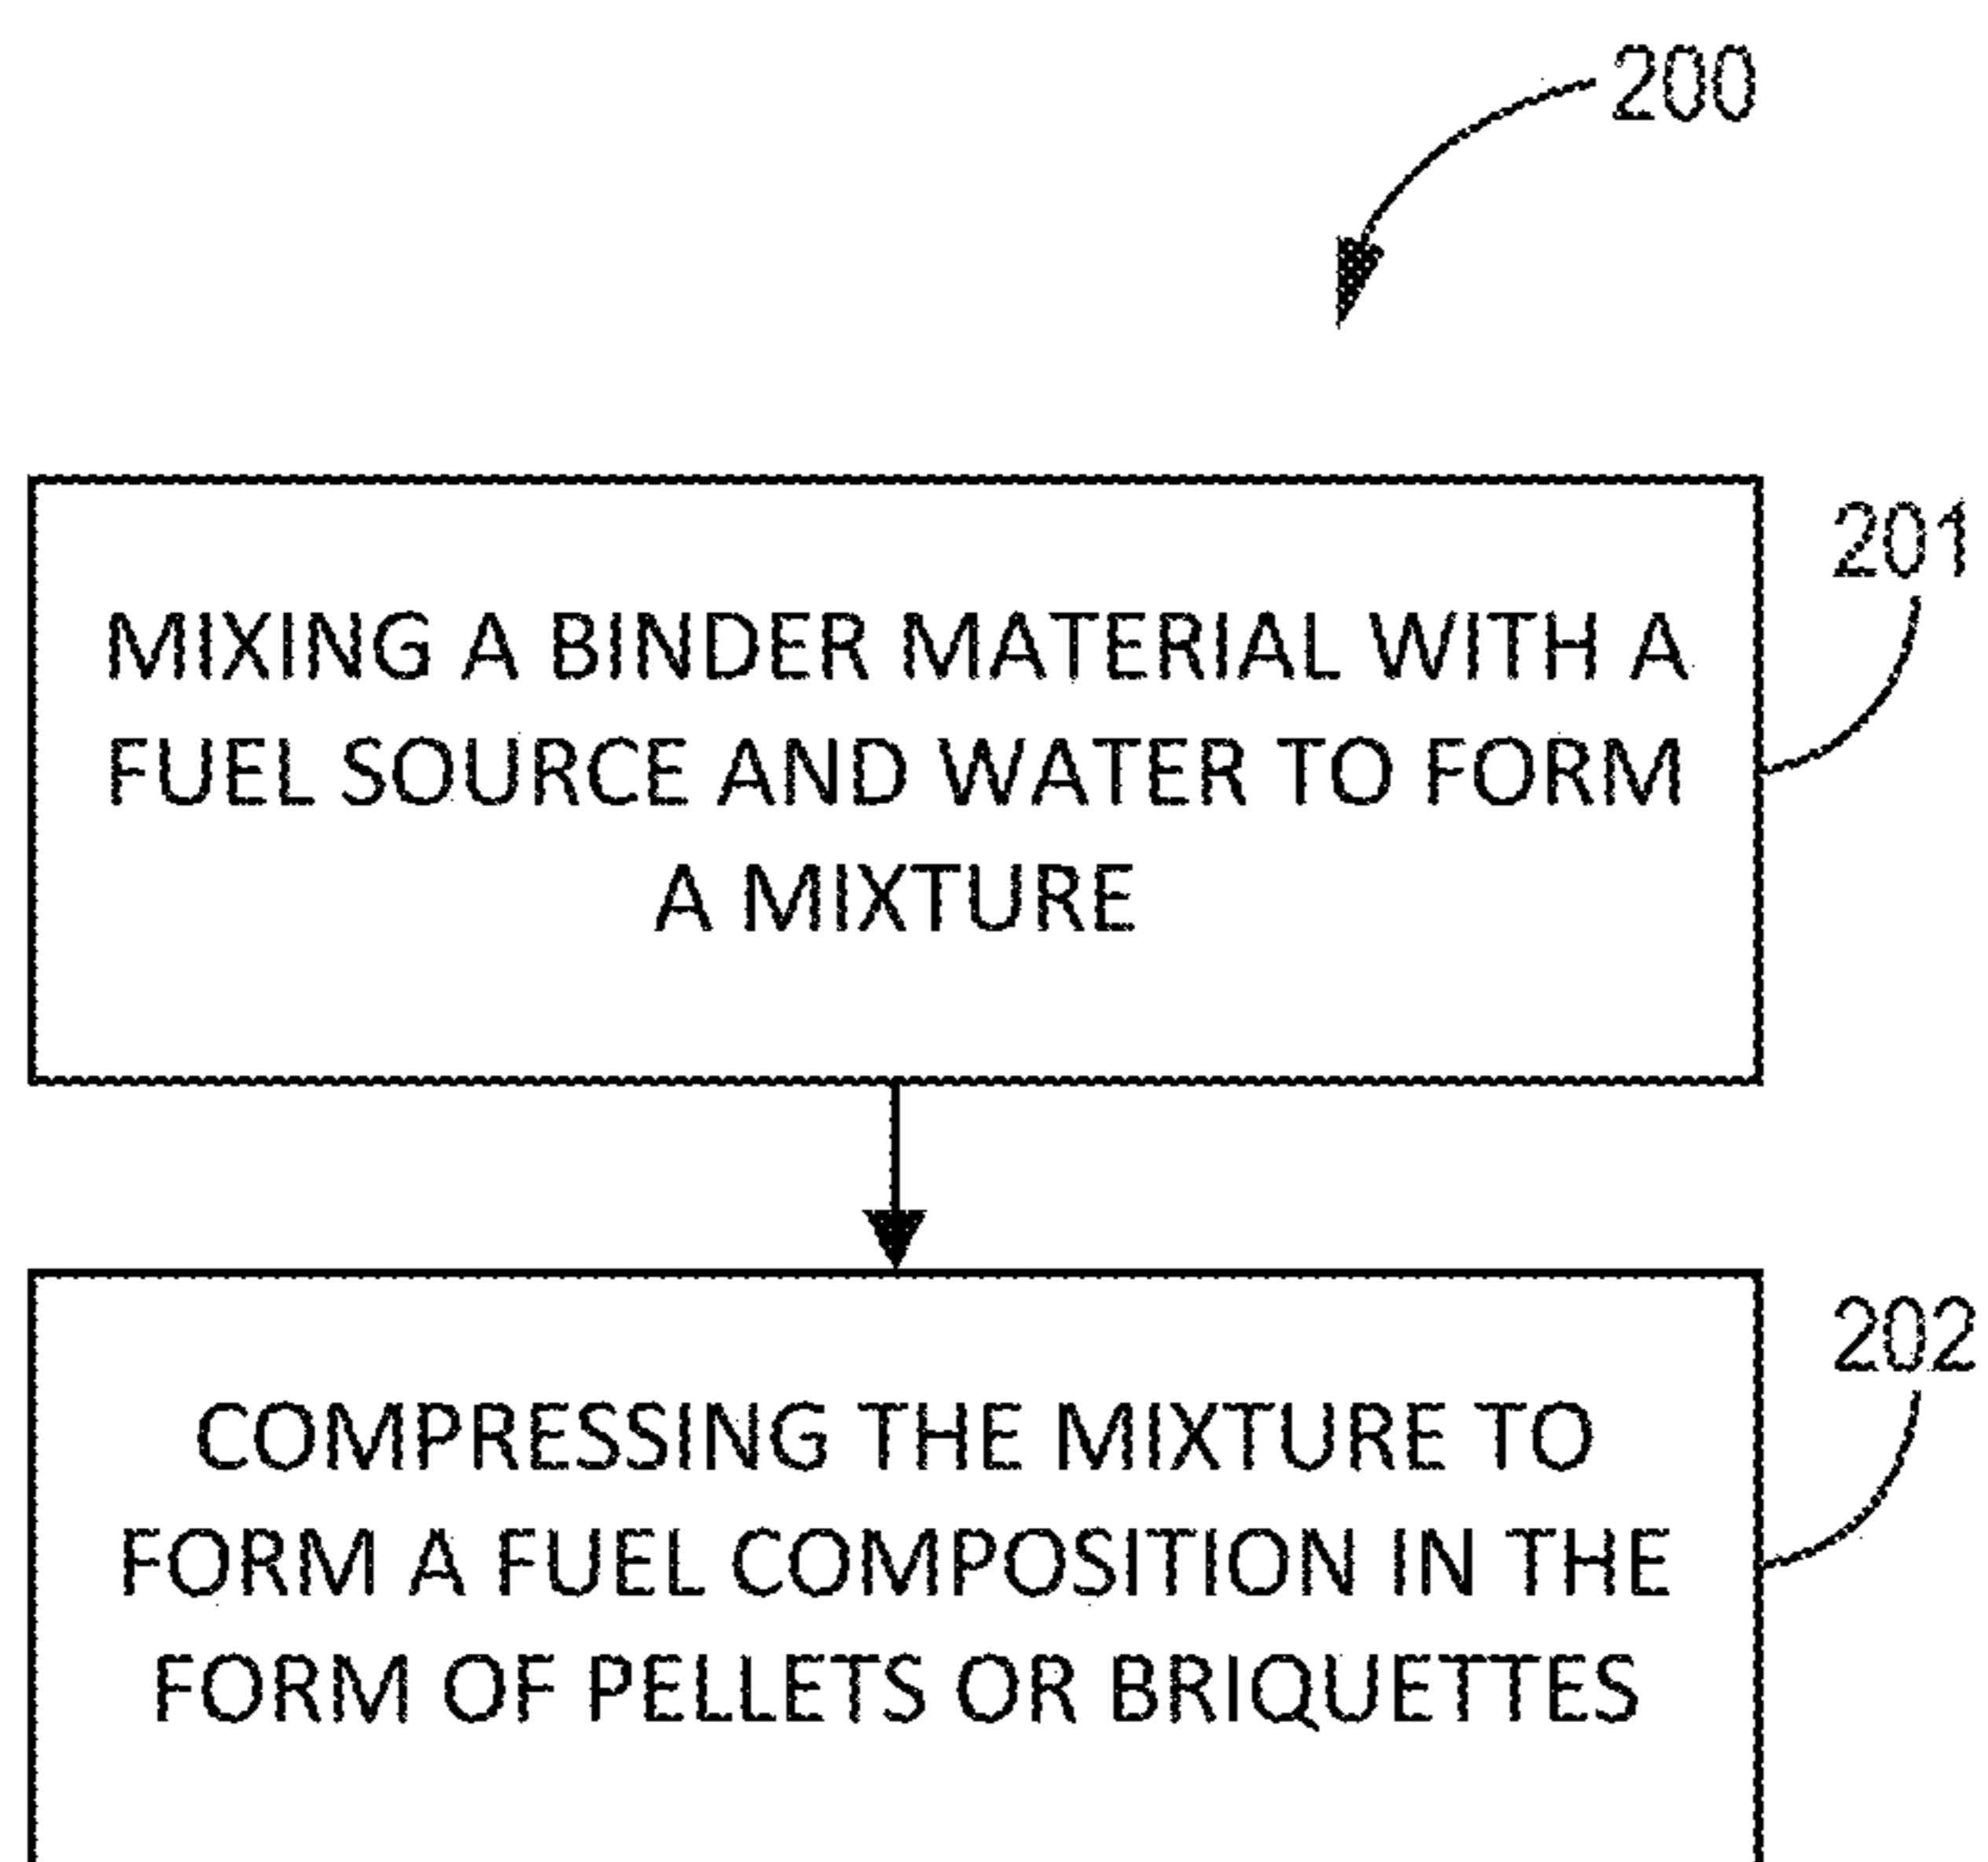 200
201
MIXING A BINDER MATERIAL WITH A
FUEL SOURCE AND WATER TO FORM
A MIXTURE
202
COMPRESSING THE MIXTURE TO
FORM A FUEL COMPOSITION IN THE
FORM OF PELLETS OR BRIQUETTES